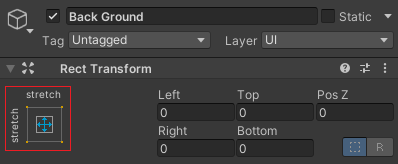 Back Ground Static
Tag Untagged Layer UI
Rect Transform
stretch
stretch
Left Top Pos Z
0 0 0
Right Bottom
0 0 R